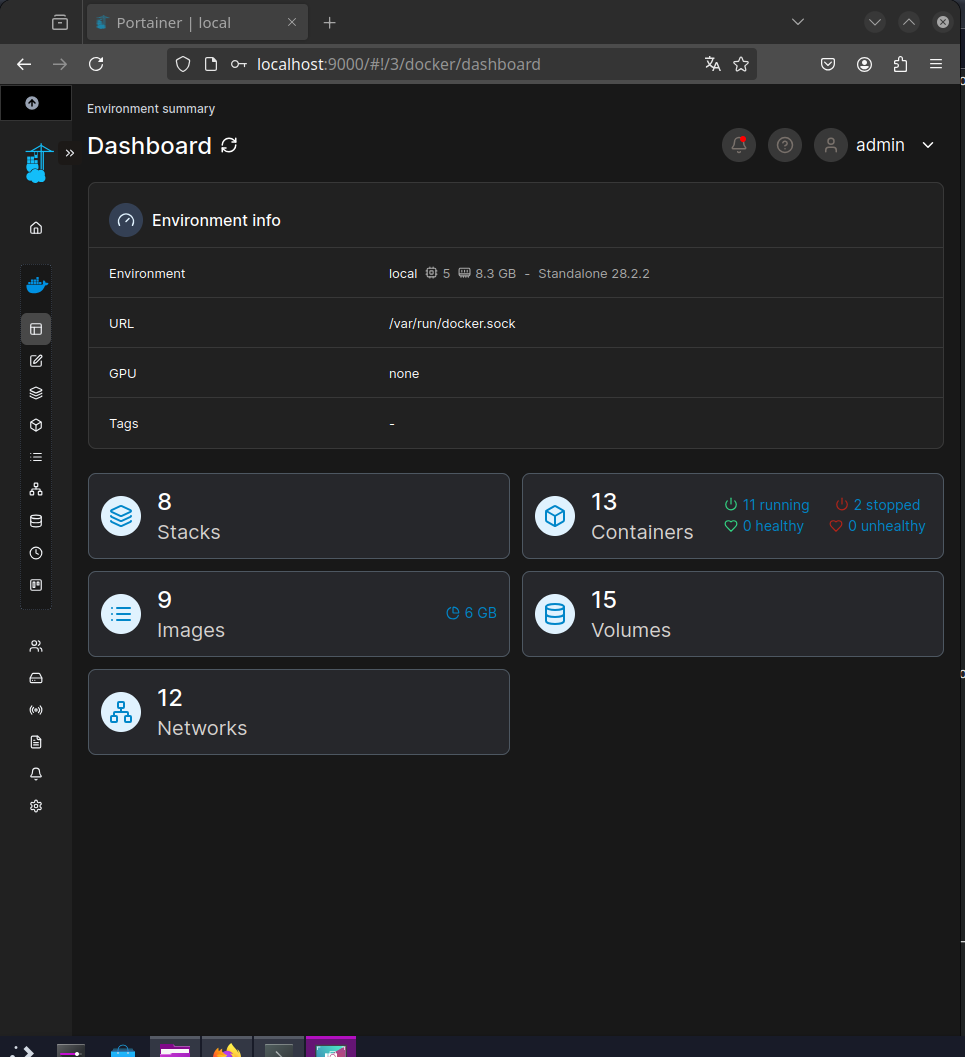 Portainer | local
localhost:9000/#!/3/docker/dashboard
Environment summary
Dashboard
admin
Environment info
Environment local 5 8.3 GB - Standalone 28.2.2
URL /var/run/docker.sock
GPU none
Tags -
8
Stacks
13
Containers
11 running 2 stopped
0 healthy 0 unhealthy
9
Images
6 GB
15
Volumes
12
Networks